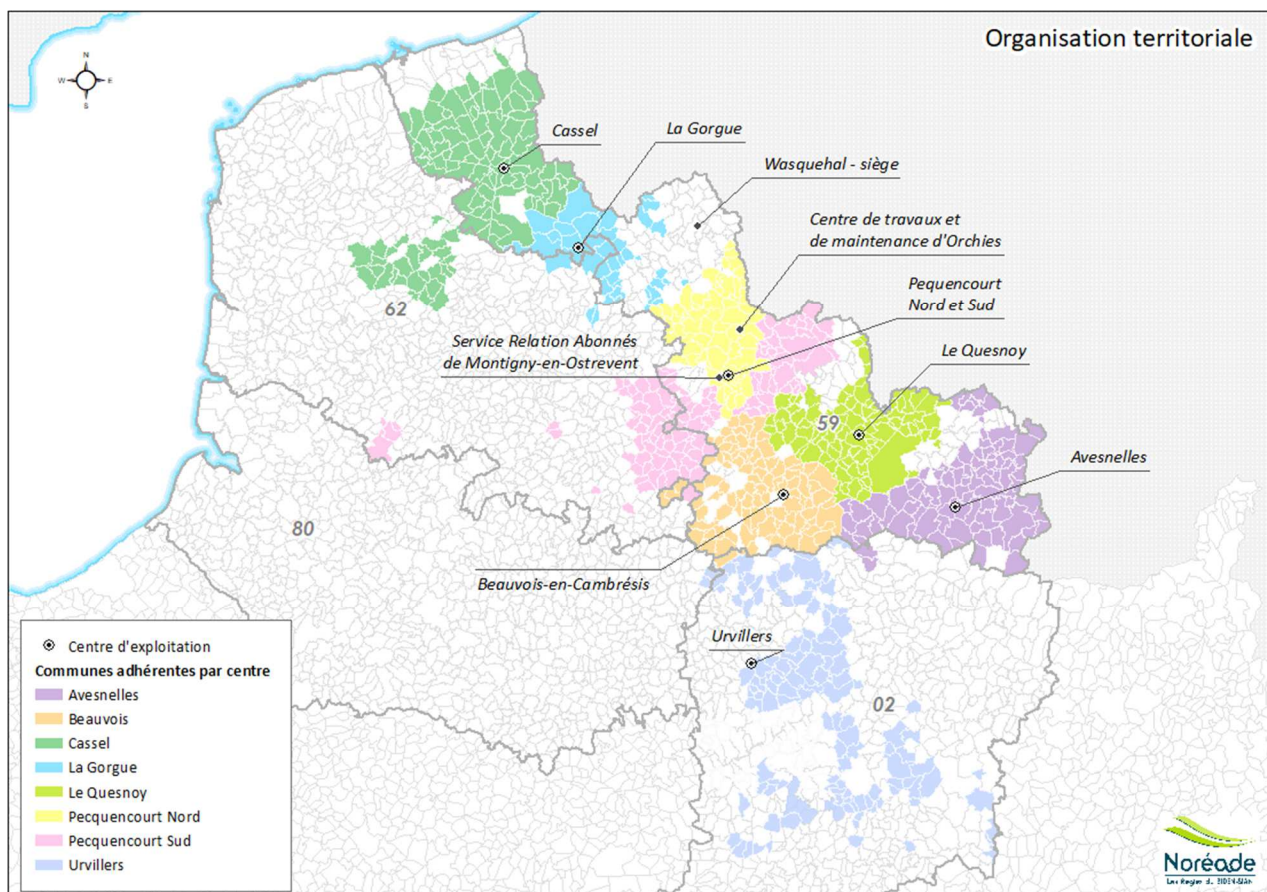 Organisation territoriale
N
W
E
S
Cassel
La Gorgue
Wasquehal - siège
Centre de travaux et
de maintenance d'Orchies
Pequencourt
Nord et Sud
62
Service Relation Abonnés
de Montigny-en-Ostrevent
Le Quesnoy
59
Avesnelles
80
Beauvois-en-Cambrésis
Urvillers
02
Centre d'exploitation
Communes adhérentes par centre
Avesnelles
Beauvois
Cassel
La Gorgue
Le Quesnoy
Pecquencourt Nord
Pecquencourt Sud
Urvillers
Noréade